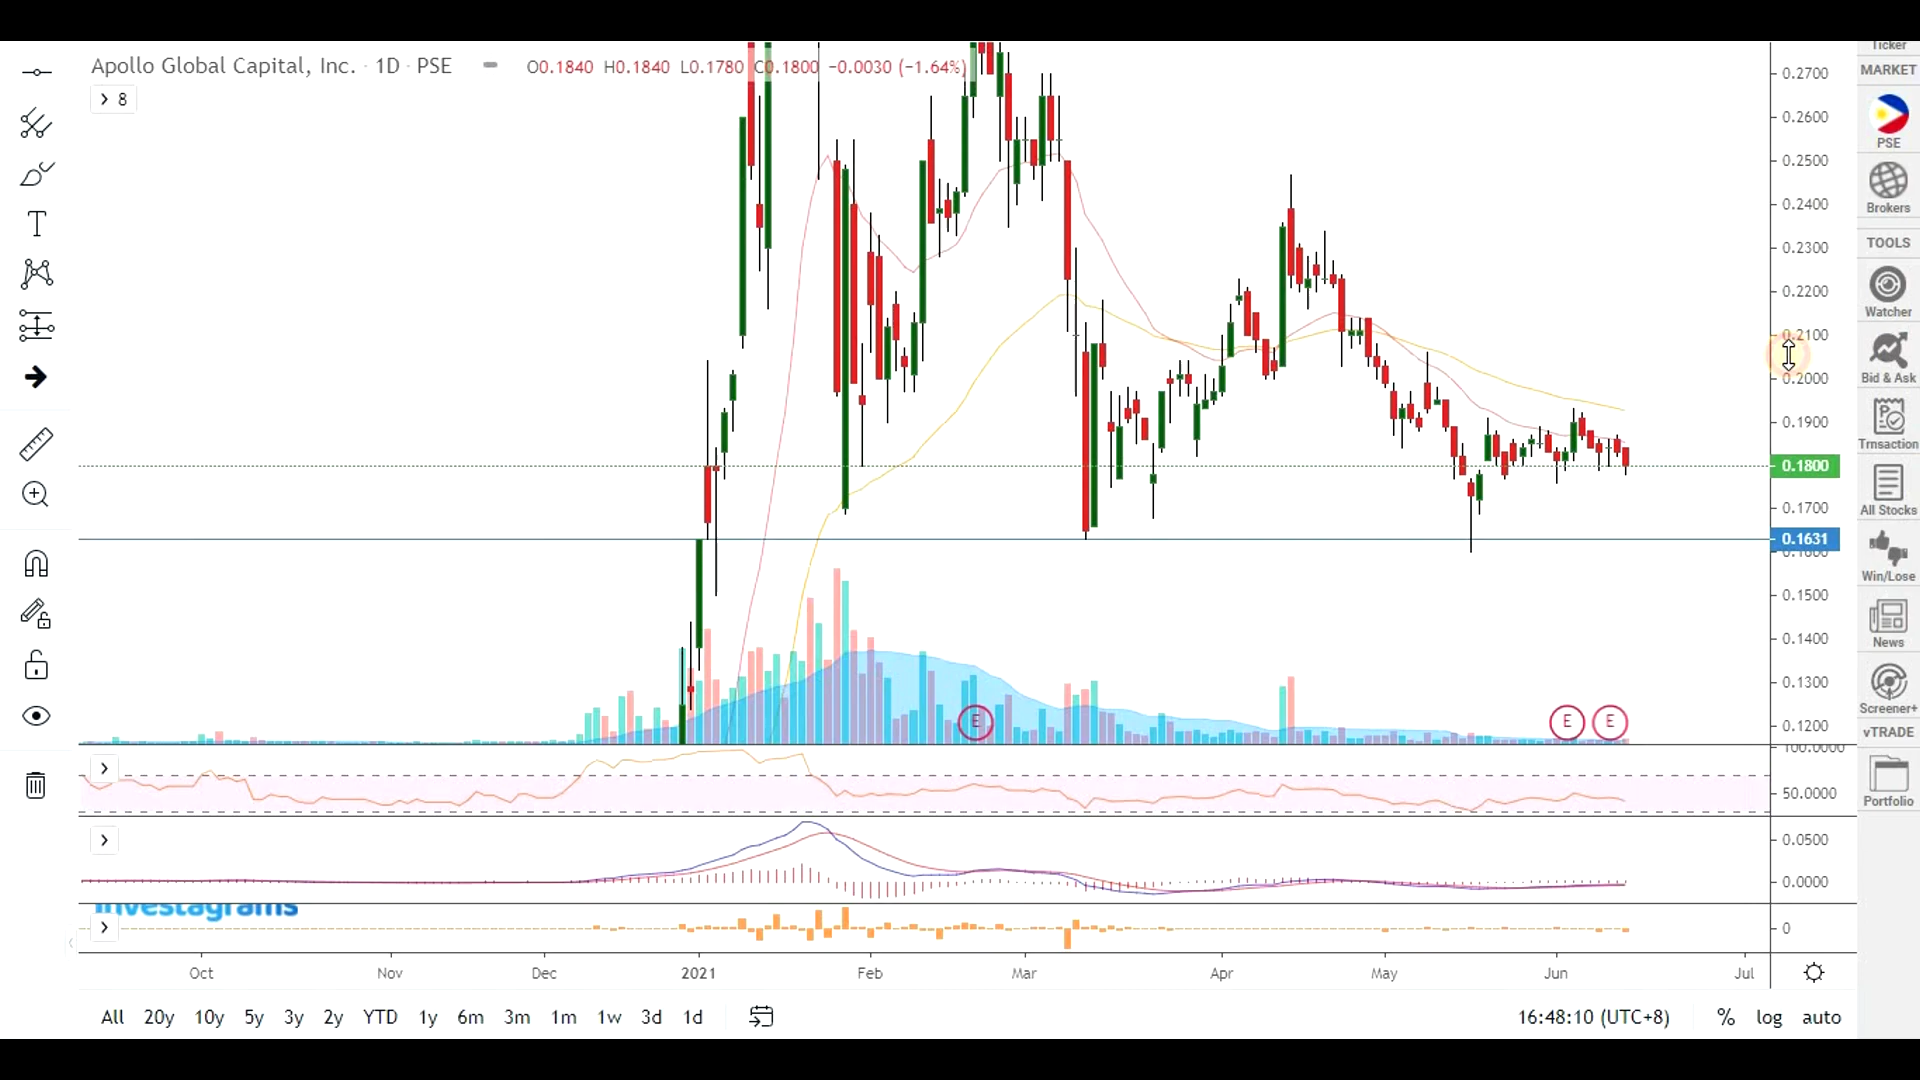 Apollo Global Capital, Inc. · 1D · PSE
O0.1840 H0.1840 L0.1780 C0.1800 −0.0030 (−1.64%)
8
0.2700
0.2600
0.2500
0.2400
0.2300
0.2200
0.2100
0.2000
0.1900
0.1800
0.1700
0.1631
0.1600
0.1500
0.1400
0.1300
0.1200
E E E
100.0000
50.0000
0.0500
0.0000
Investagrams
0
Oct Nov Dec 2021 Feb Mar Apr May Jun Jul
All 20y 10y 5y 3y 2y YTD 1y 6m 3m 1m 1w 3d 1d
16:48:10 (UTC+8) % log auto
Ticker
MARKET
PSE
Brokers
TOOLS
Watcher
Bid & Ask
Trnsaction
All Stocks
Win/Lose
News
Screener+
vTRADE
Portfolio